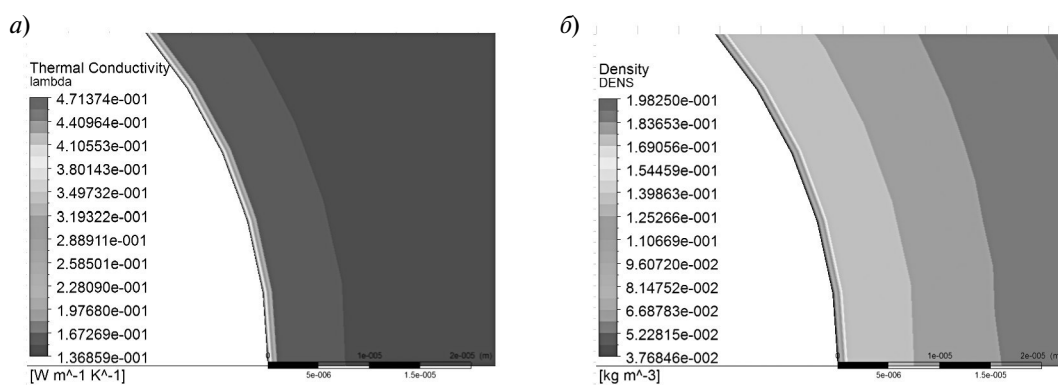 а)
Thermal Conductivity
lambda
4.71374e-001
4.40964e-001
4.10553e-001
3.80143e-001
3.49732e-001
3.19322e-001
2.88911e-001
2.58501e-001
2.28090e-001
1.97680e-001
1.67269e-001
1.36859e-001
[W m^-1 K^-1]
0
1e-005
2e-005 (m)
5e-006
1.5e-005
б)
Density
DENS
1.98250e-001
1.83653e-001
1.69056e-001
1.54459e-001
1.39863e-001
1.25266e-001
1.10669e-001
9.60720e-002
8.14752e-002
6.68783e-002
5.22815e-002
3.76846e-002
[kg m^-3]
0
1e-005
2e-005 (m)
5e-006
1.5e-005